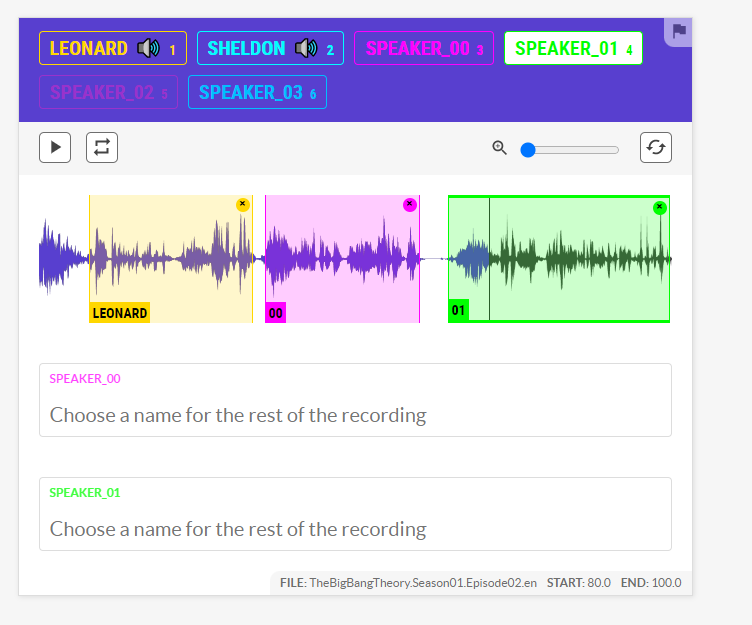 LEONARD 🔊 1 SHELDON 🔊 2 SPEAKER_00 3 SPEAKER_01 4
SPEAKER_02 5 SPEAKER_03 6
LEONARD 00 01
SPEAKER_00
Choose a name for the rest of the recording
SPEAKER_01
Choose a name for the rest of the recording
FILE: TheBigBangTheory.Season01.Episode02.en START: 80.0 END: 100.0